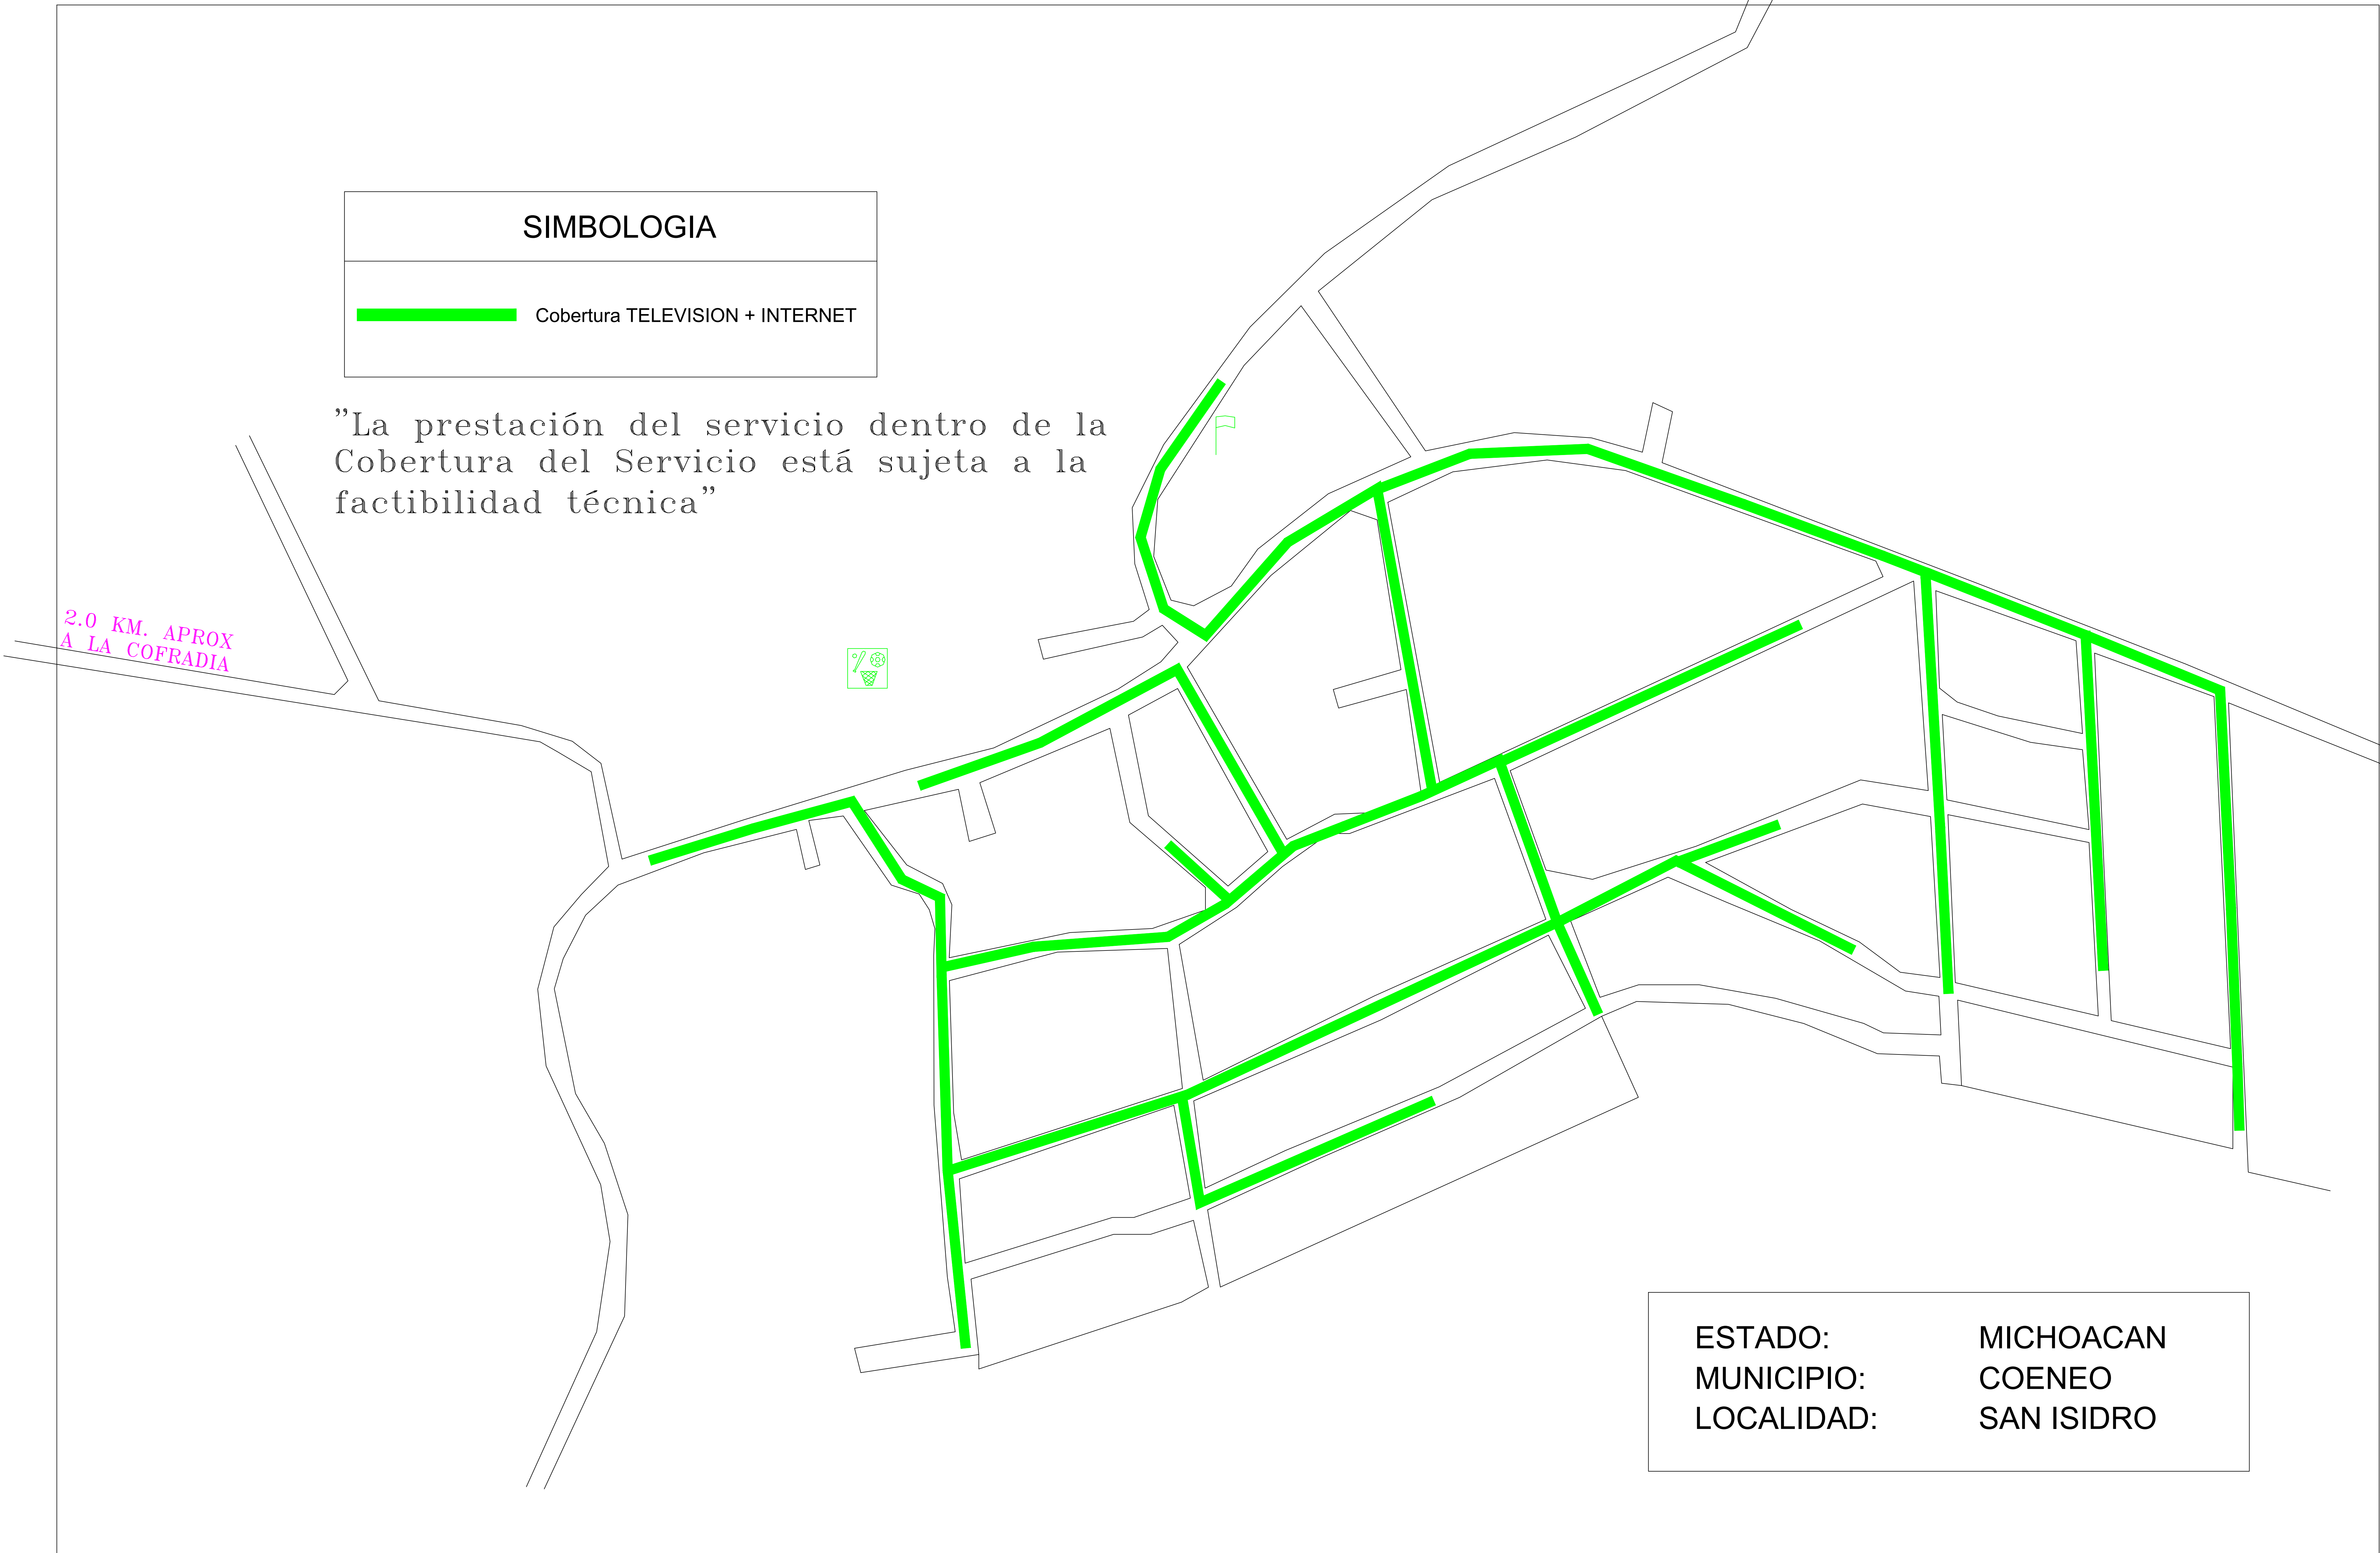 SIMBOLOGIA
Cobertura TELEVISION + INTERNET
"La prestación del servicio dentro de la
Cobertura del Servicio está sujeta a la
factibilidad técnica"
2.0 KM. APROX
A LA COFRADIA
ESTADO: MICHOACAN
MUNICIPIO: COENEO
LOCALIDAD: SAN ISIDRO